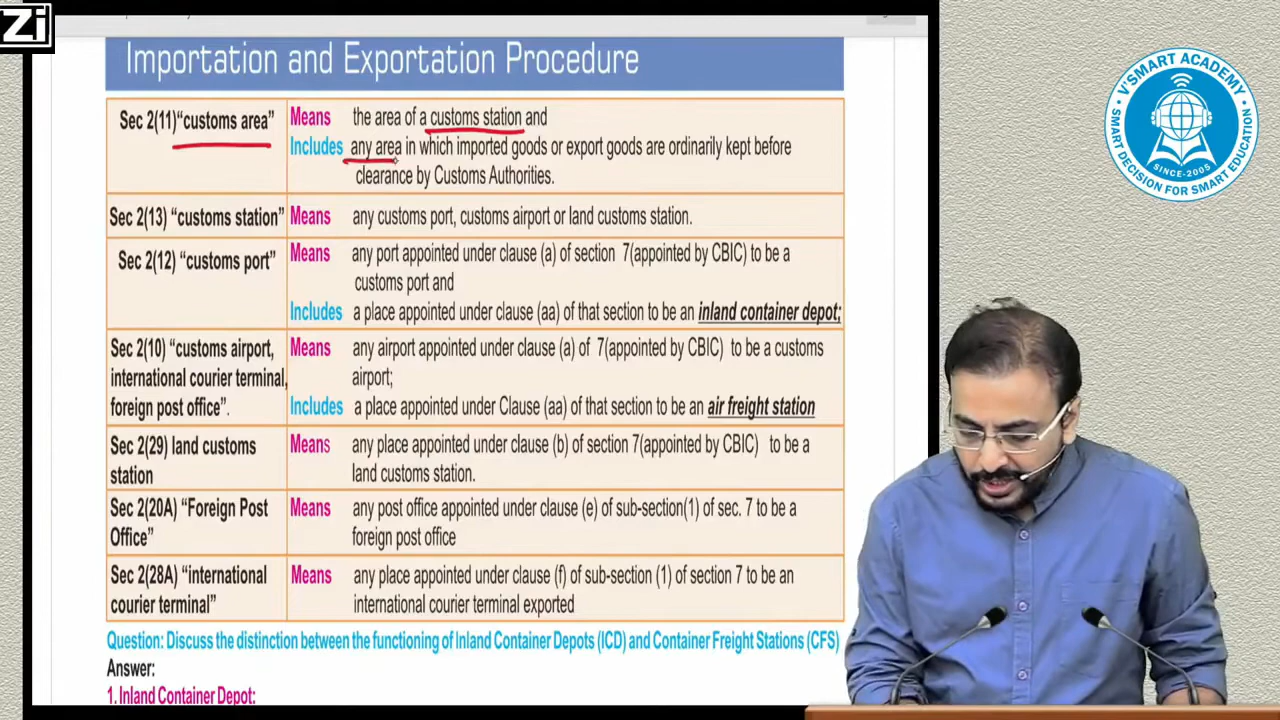 Zi
Importation and Exportation Procedure
Sec 2(11)“customs area” Means the area of a customs station and
Includes any area in which imported goods or export goods are ordinarily kept before
clearance by Customs Authorities.
Sec 2(13) “customs station” Means any customs port, customs airport or land customs station.
Sec 2(12) “customs port” Means any port appointed under clause (a) of section 7(appointed by CBIC) to be a
customs port and
Includes a place appointed under clause (aa) of that section to be an inland container depot;
Sec 2(10) “customs airport, Means any airport appointed under clause (a) of 7(appointed by CBIC) to be a customs
international courier terminal, airport;
foreign post office”. Includes a place appointed under Clause (aa) of that section to be an air freight station
Sec 2(29) land customs Means any place appointed under clause (b) of section 7(appointed by CBIC) to be a
station land customs station.
Sec 2(20A) “Foreign Post Means any post office appointed under clause (e) of sub-section(1) of sec. 7 to be a
Office” foreign post office
Sec 2(28A) “international Means any place appointed under clause (f) of sub-section (1) of section 7 to be an
courier terminal” international courier terminal exported
Question: Discuss the distinction between the functioning of Inland Container Depots (ICD) and Container Freight Stations (CFS)
Answer:
1. Inland Container Depot:
V'SMART ACADEMY
SINCE-2005
SMART DECISION FOR SMART EDUCATION